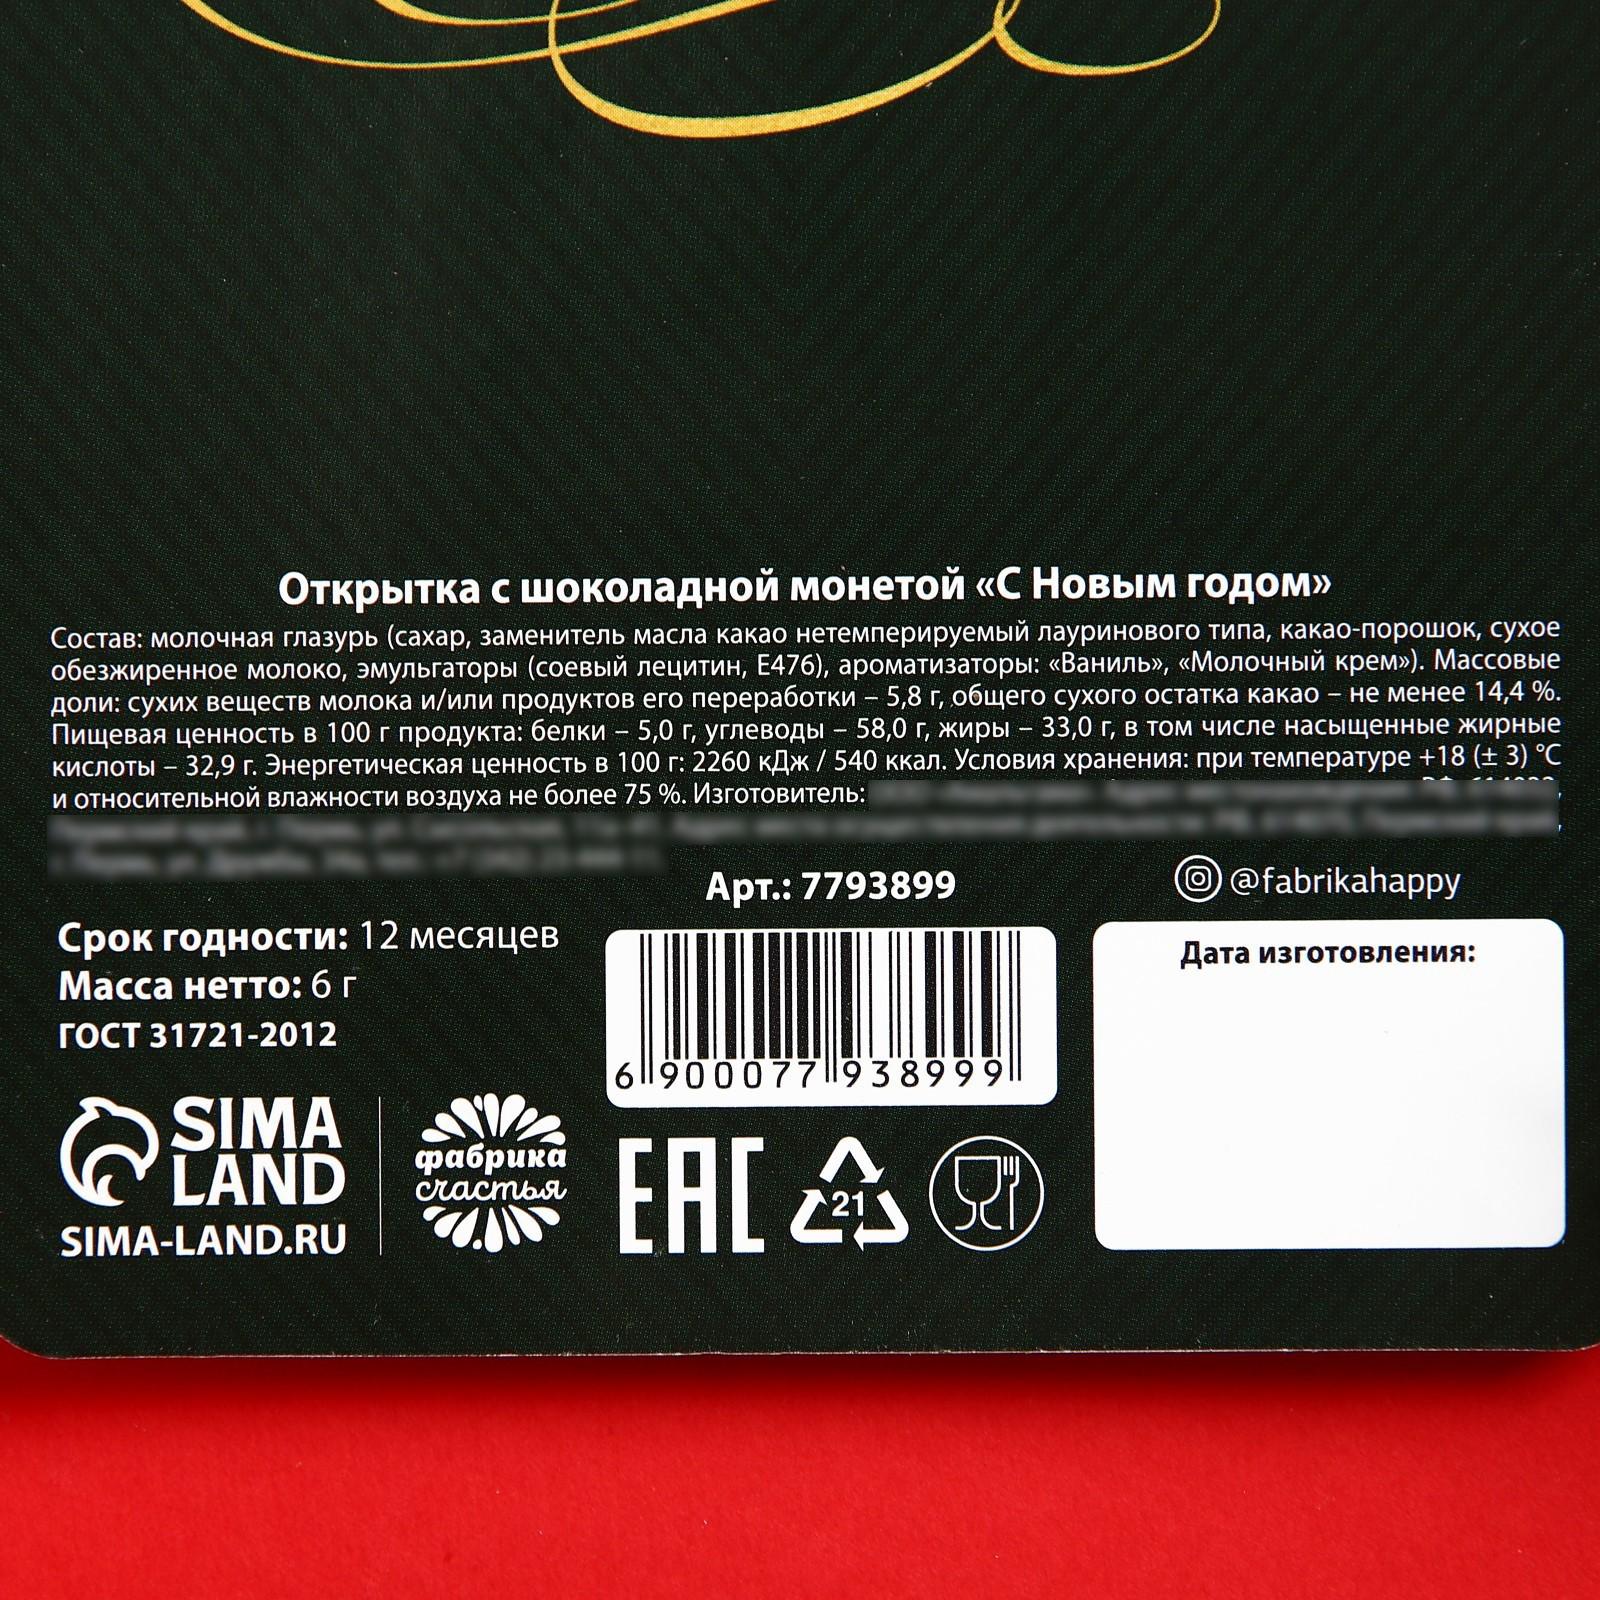 Открытка с шоколадной монетой «С Новым годом»
Состав: молочная глазурь (сахар, заменитель масла какао нетемперируемый лауринового типа, какао-порошок, сухое
обезжиренное молоко, эмульгаторы (соевый лецитин, Е476), ароматизаторы: «Ваниль», «Молочный крем»). Массовые
доли: сухих веществ молока и/или продуктов его переработки – 5,8 г, общего сухого остатка какао – не менее 14,4 %.
Пищевая ценность в 100 г продукта: белки – 5,0 г, углеводы – 58,0 г, жиры – 33,0 г, в том числе насыщенные жирные
кислоты – 32,9 г. Энергетическая ценность в 100 г: 2260 кДж / 540 ккал. Условия хранения: при температуре +18 (± 3) °С
и относительной влажности воздуха не более 75 %. Изготовитель:
Арт.: 7793899
@fabrikahappy
Срок годности: 12 месяцев
Масса нетто: 6 г
ГОСТ 31721-2012
6 900077 938999
Дата изготовления:
SIMA
LAND
SIMA-LAND.RU
фабрика
счастья
EAC
21